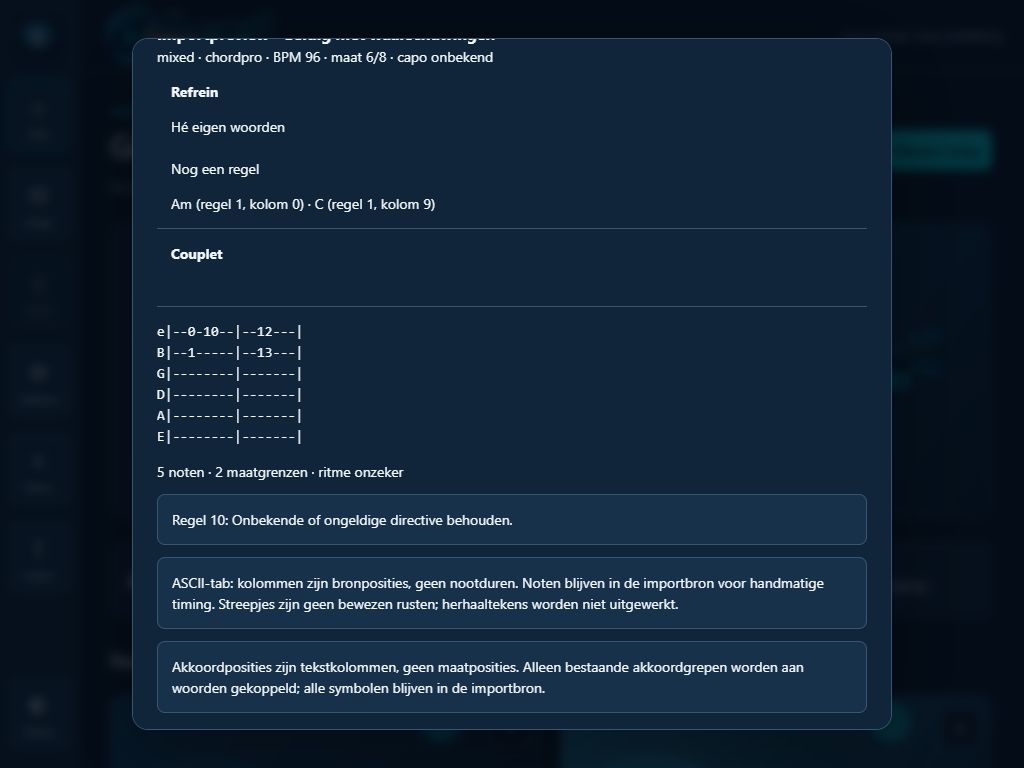 mixed · chordpro · BPM 96 · maat 6/8 · capo onbekend
Refrein
Hé eigen woorden
Nog een regel
Am (regel 1, kolom 0) · C (regel 1, kolom 9)
Couplet
e|--0-10--|--12---|
B|--1-----|--13---|
G|--------|-------|
D|--------|-------|
A|--------|-------|
E|--------|-------|
5 noten · 2 maatgrenzen · ritme onzeker
Regel 10: Onbekende of ongeldige directive behouden.
ASCII-tab: kolommen zijn bronposities, geen nootduren. Noten blijven in de importbron voor handmatige
timing. Streepjes zijn geen bewezen rusten; herhaaltekens worden niet uitgewerkt.
Akkoordposities zijn tekstkolommen, geen maatposities. Alleen bestaande akkoordgrepen worden aan
woorden gekoppeld; alle symbolen blijven in de importbron.